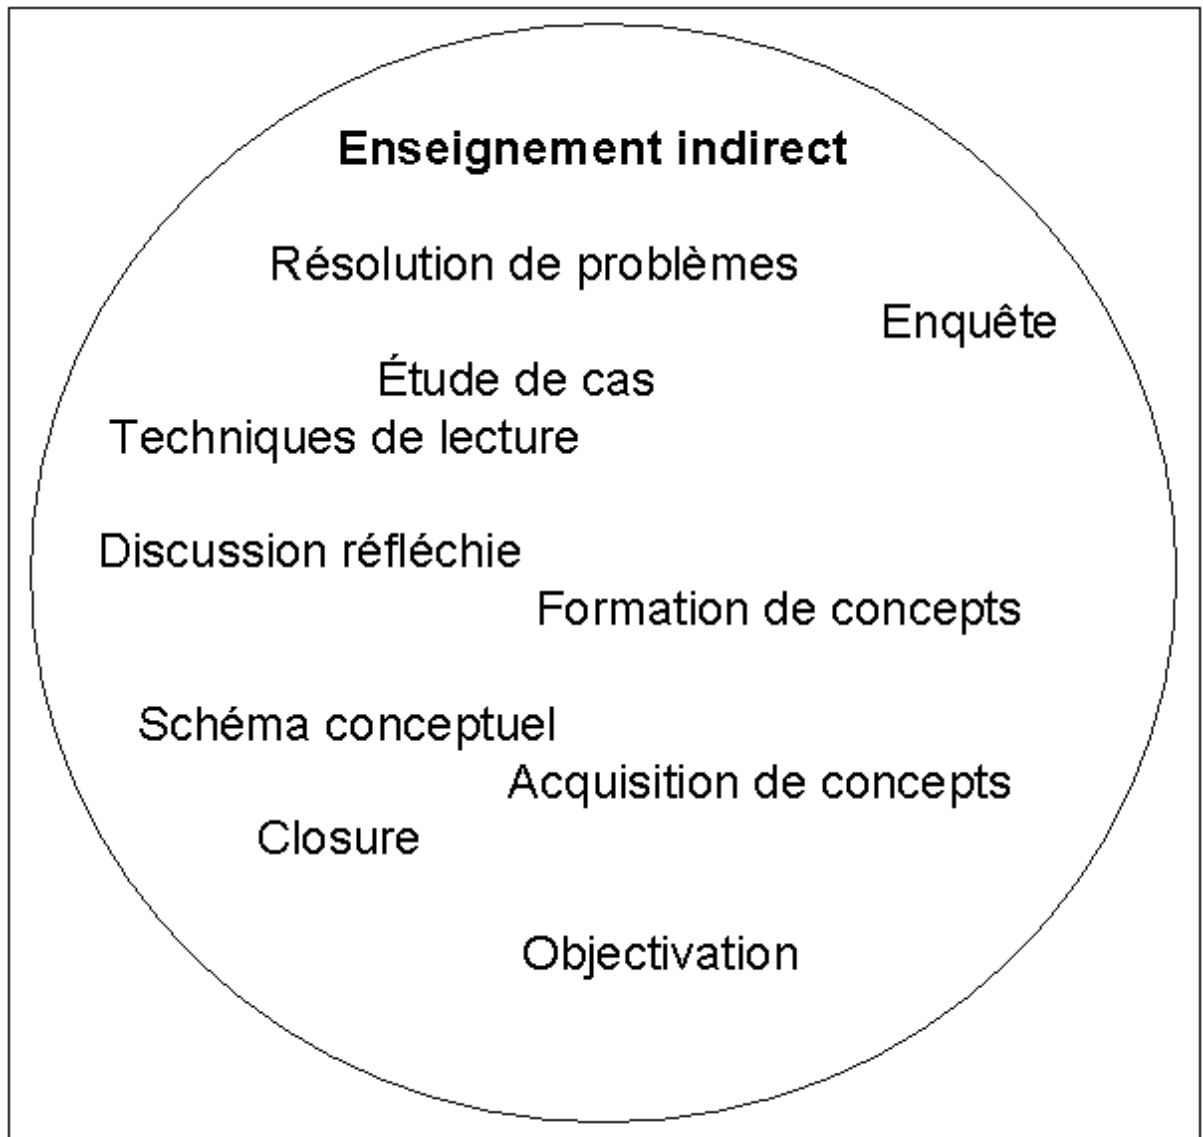 Enseignement indirect
Résolution de problèmes
Enquête
Étude de cas
Techniques de lecture
Discussion réfléchie
Formation de concepts
Schéma conceptuel
Acquisition de concepts
Closure
Objectivation